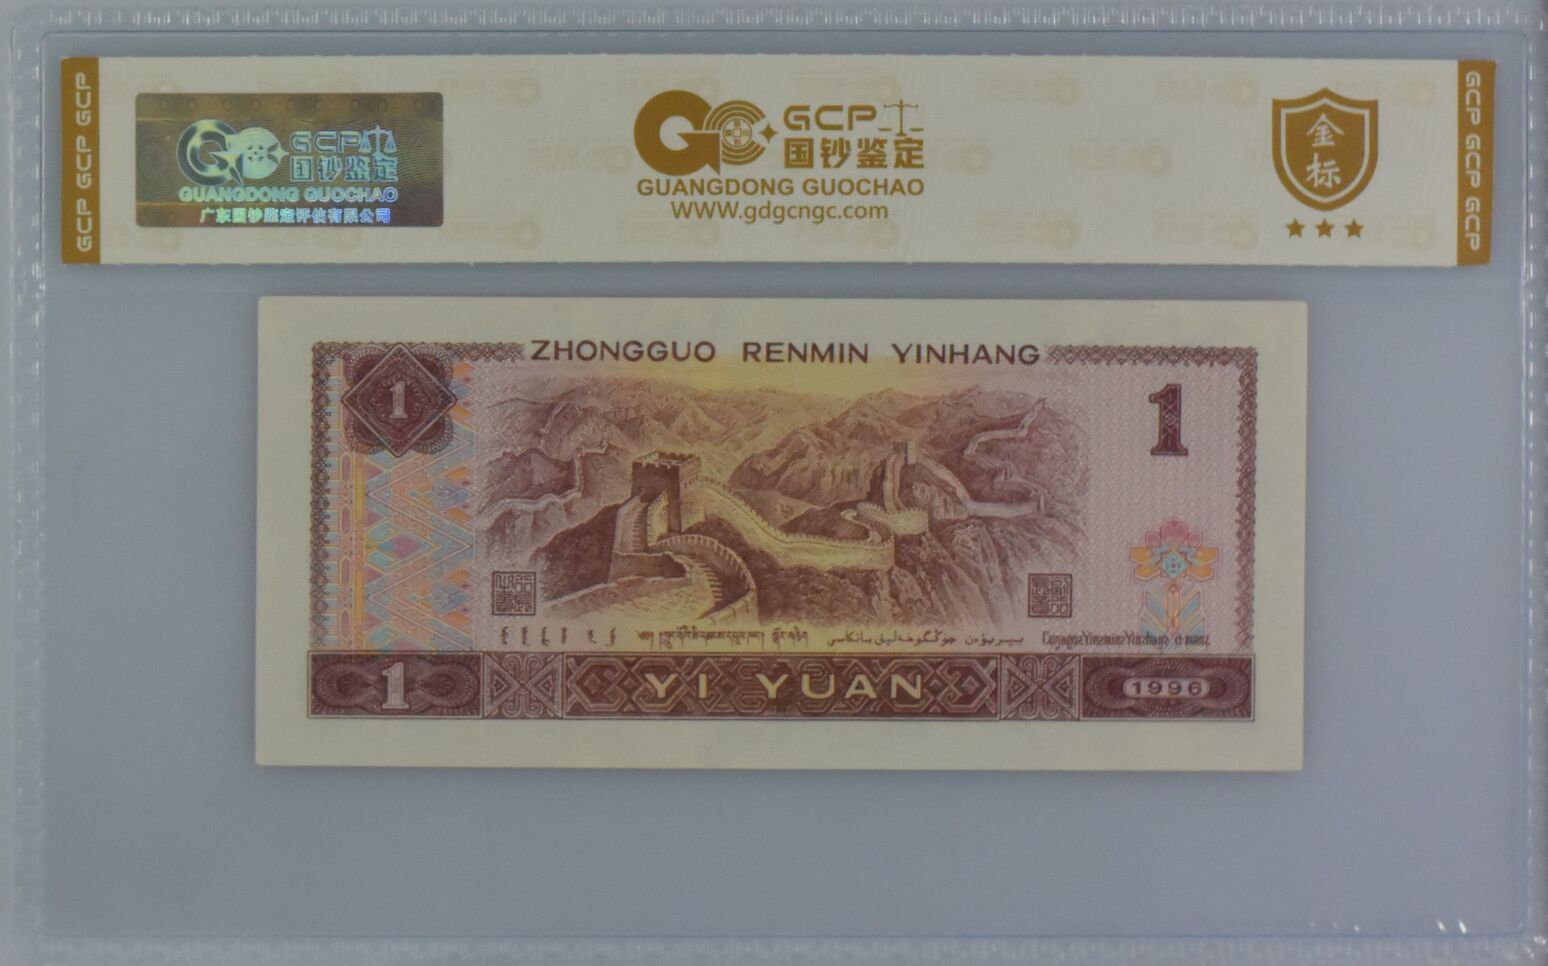 GCP GCP GCP
GCP
国钞鉴定
GUANGDONG GUOCHAO
广东国钞鉴定评估有限公司
GCP
国钞鉴定
GUANGDONG GUOCHAO
WWW.gdgcngc.com
金
标
GCP GCP GCP
ZHONGGUO RENMIN YINHANG
1
1
1
YI YUAN
1996